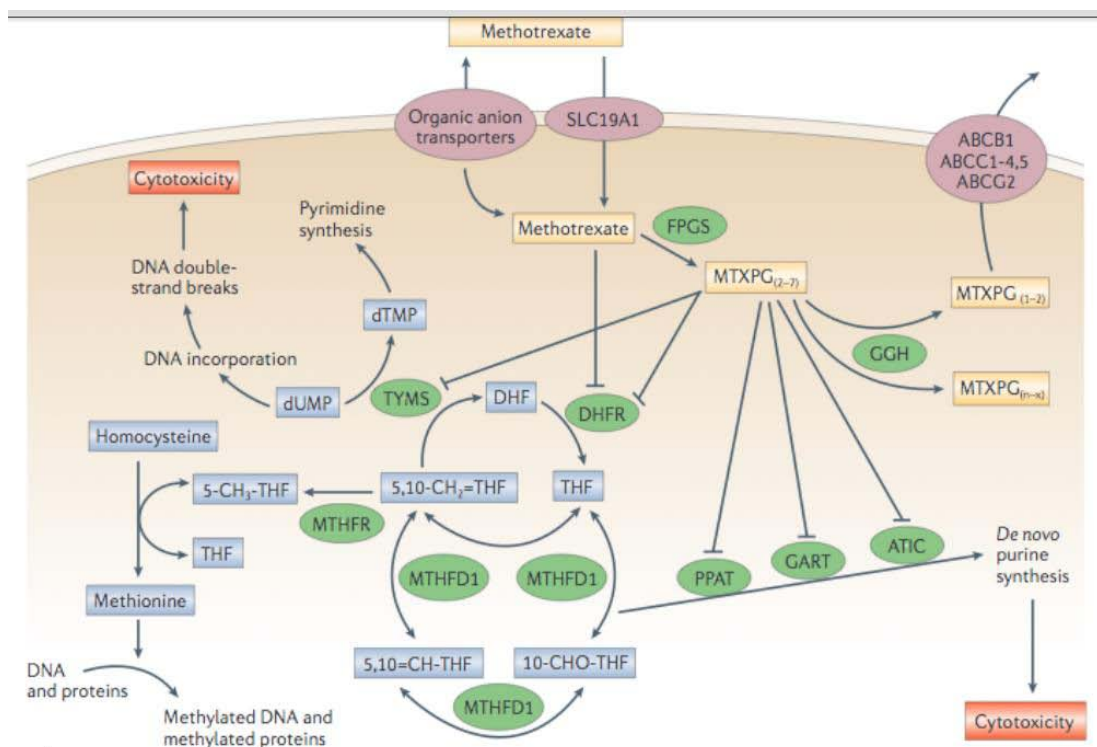 Methotrexate
Organic anion
transporters
SLC19A1
ABCB1
ABCC1-4,5
ABCG2
Cytotoxicity
Pyrimidine
synthesis
Methotrexate
FPGS
MTXPG(2–7)
MTXPG (1–2)
DNA double-
strand breaks
dTMP
GGH
DNA incorporation
MTXPG(n–x)
dUMP
TYMS
DHF
DHFR
Homocysteine
5-CH3-THF
5,10-CH2=THF
THF
MTHFR
THF
MTHFD1
MTHFD1
PPAT
GART
ATIC
De novo
purine
synthesis
Methionine
5,10=CH-THF
10-CHO-THF
DNA
and proteins
MTHFD1
Methylated DNA and
methylated proteins
Cytotoxicity